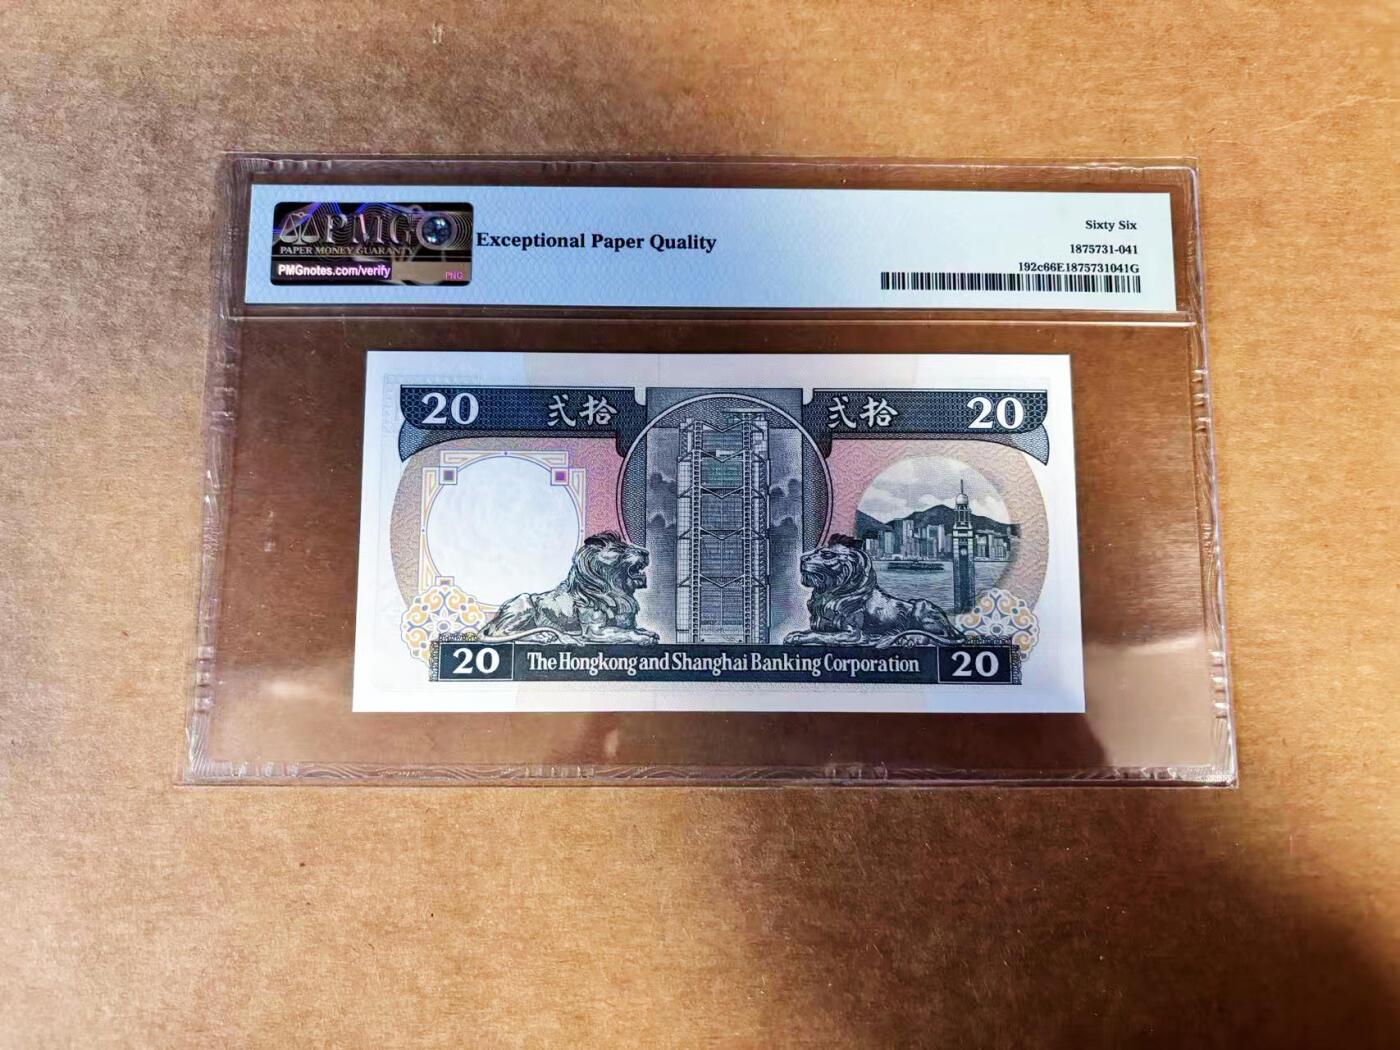 PMG
PAPER MONEY GUARANTY
PMGnotes.com/verify
PNG
Exceptional Paper Quality
Sixty Six
1875731-041
192c66E1875731041G
20 贰拾 贰拾 20
20 The Hongkong and Shanghai Banking Corporation 20